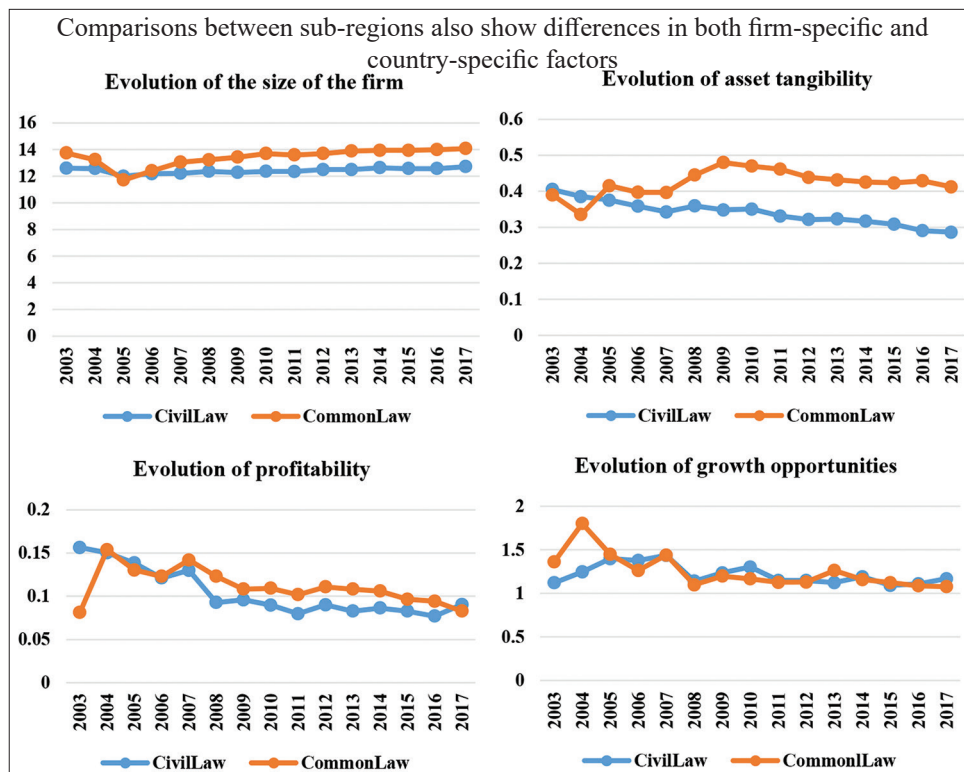 Comparisons between sub-regions also show differences in both firm-specific and
country-specific factors
Evolution of the size of the firm
16
14
12
10
8
6
4
2
0
2003 2004 2005 2006 2007 2008 2009 2010 2011 2012 2013 2014 2015 2016 2017
CivilLaw CommonLaw
Evolution of asset tangibility
0.6
0.5
0.4
0.3
0.2
0.1
0
2003 2004 2005 2006 2007 2008 2009 2010 2011 2012 2013 2014 2015 2016 2017
CivilLaw CommonLaw
Evolution of profitability
0.2
0.15
0.1
0.05
0
2003 2004 2005 2006 2007 2008 2009 2010 2011 2012 2013 2014 2015 2016 2017
CivilLaw CommonLaw
Evolution of growth opportunities
2
1.5
1
0.5
0
2003 2004 2005 2006 2007 2008 2009 2010 2011 2012 2013 2014 2015 2016 2017
CivilLaw CommonlLaw